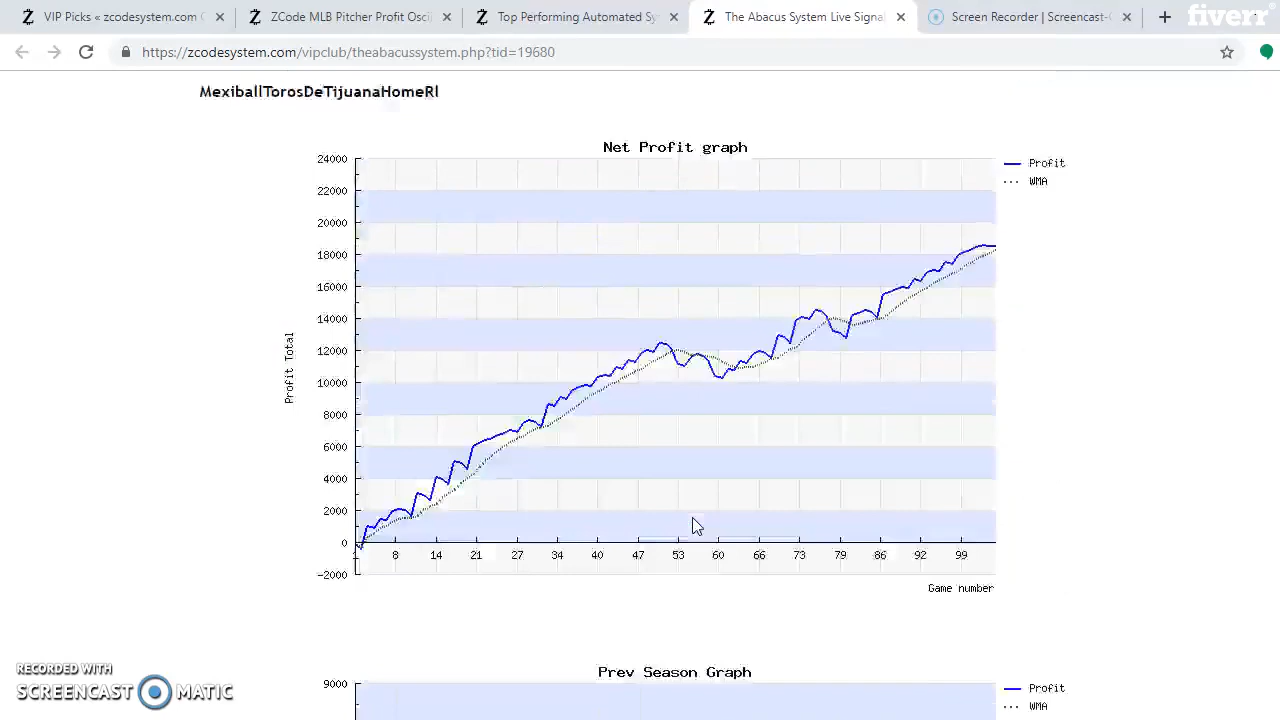 VIP Picks « zcodesystem.com
ZCode MLB Pitcher Profit Osci
Top Performing Automated Sy
The Abacus System Live Signal
Screen Recorder | Screencast-
fiverr
https://zcodesystem.com/vipclub/theabacussystem.php?tid=19680
MexiballTorosDeTijuanaHomeRl
Net Profit graph
Profit
WMA
24000
22000
20000
18000
16000
14000
12000
10000
8000
6000
4000
2000
0
-2000
Profit Total
8 14 21 27 34 40 47 53 60 66 73 79 86 92 99
Game number
Prev Season Graph
9000
Profit
WMA
RECORDED WITH
SCREENCAST MATIC